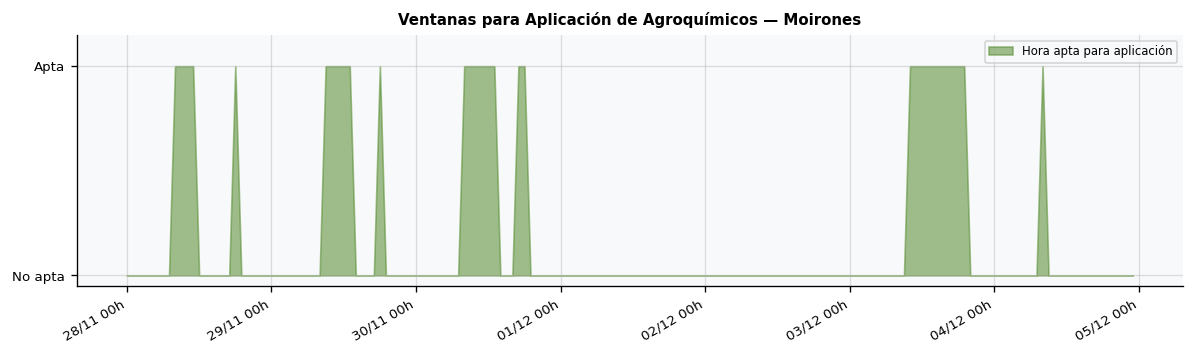 Ventanas para Aplicación de Agroquímicos — Moirones
Hora apta para aplicación
Apta
No apta
28/11 00h
29/11 00h
30/11 00h
01/12 00h
02/12 00h
03/12 00h
04/12 00h
05/12 00h